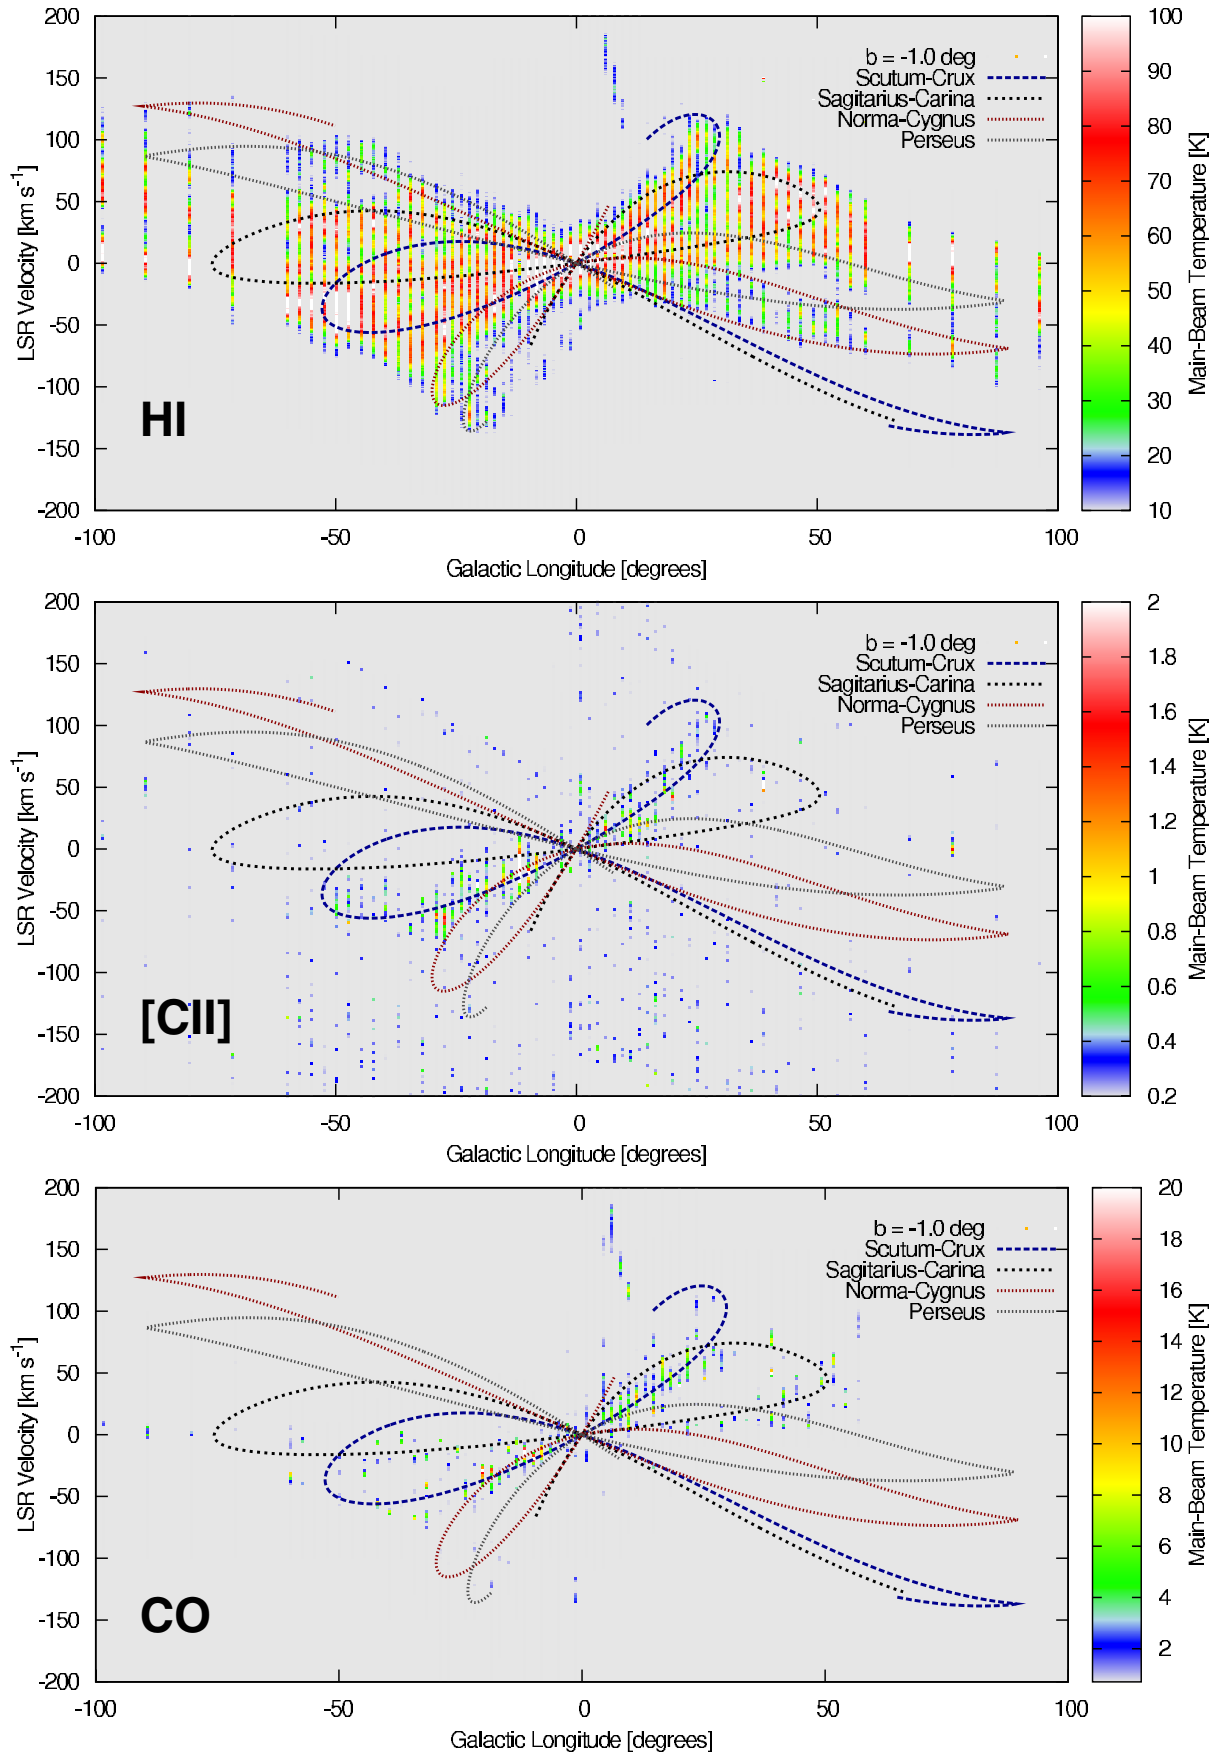 200
150
100
50
0
-50
-100
-150
-200
LSR Velocity [km s-1]
-100
-50
0
50
100
Galactic Longitude [degrees]
b = -1.0 deg
Scutum-Crux
Sagitarius-Carina
Norma-Cygnus
Perseus
HI
100
90
80
70
60
50
40
30
20
10
Main-Beam Temperature [K]
200
150
100
50
0
-50
-100
-150
-200
LSR Velocity [km s-1]
-100
-50
0
50
100
Galactic Longitude [degrees]
b = -1.0 deg
Scutum-Crux
Sagitarius-Carina
Norma-Cygnus
Perseus
[CII]
2
1.8
1.6
1.4
1.2
1
0.8
0.6
0.4
0.2
Main-Beam Temperature [K]
200
150
100
50
0
-50
-100
-150
-200
LSR Velocity [km s-1]
-100
-50
0
50
100
Galactic Longitude [degrees]
b = -1.0 deg
Scutum-Crux
Sagitarius-Carina
Norma-Cygnus
Perseus
CO
20
18
16
14
12
10
8
6
4
2
Main-Beam Temperature [K]